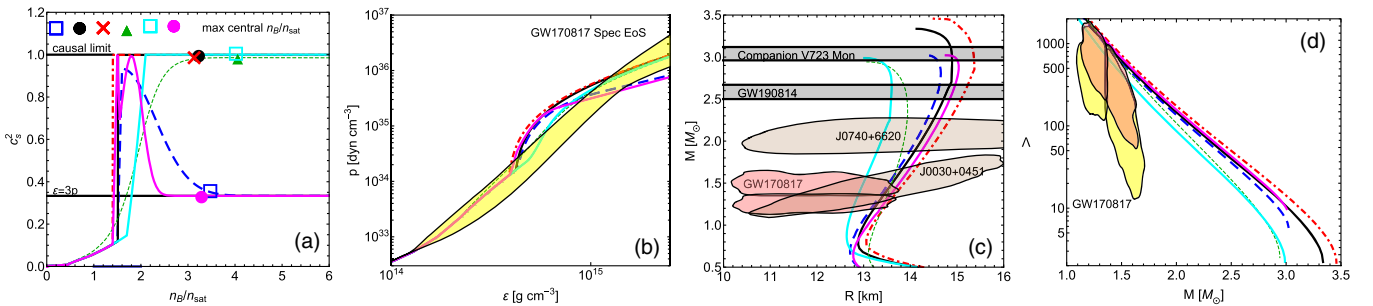 max central n_B/n_sat
causal limit
ε=3p
(a)
c_s^2
0.0 0.2 0.4 0.6 0.8 1.0 1.2
0 1 2 3 4 5 6
n_B/n_sat
GW170817 Spec EoS
(b)
p [dyn cm^-3]
10^33 10^34 10^35 10^36 10^37
10^14 10^15
ε [g cm^-3]
Companion V723 Mon
GW190814
J0740+6620
J0030+0451
GW170817
(c)
M [M_⊙]
0.5 1.0 1.5 2.0 2.5 3.0 3.5
10 11 12 13 14 15 16
R [km]
(d)
GW170817
Λ
5 10 50 100 500 1000
1.0 1.5 2.0 2.5 3.0 3.5
M [M_⊙]